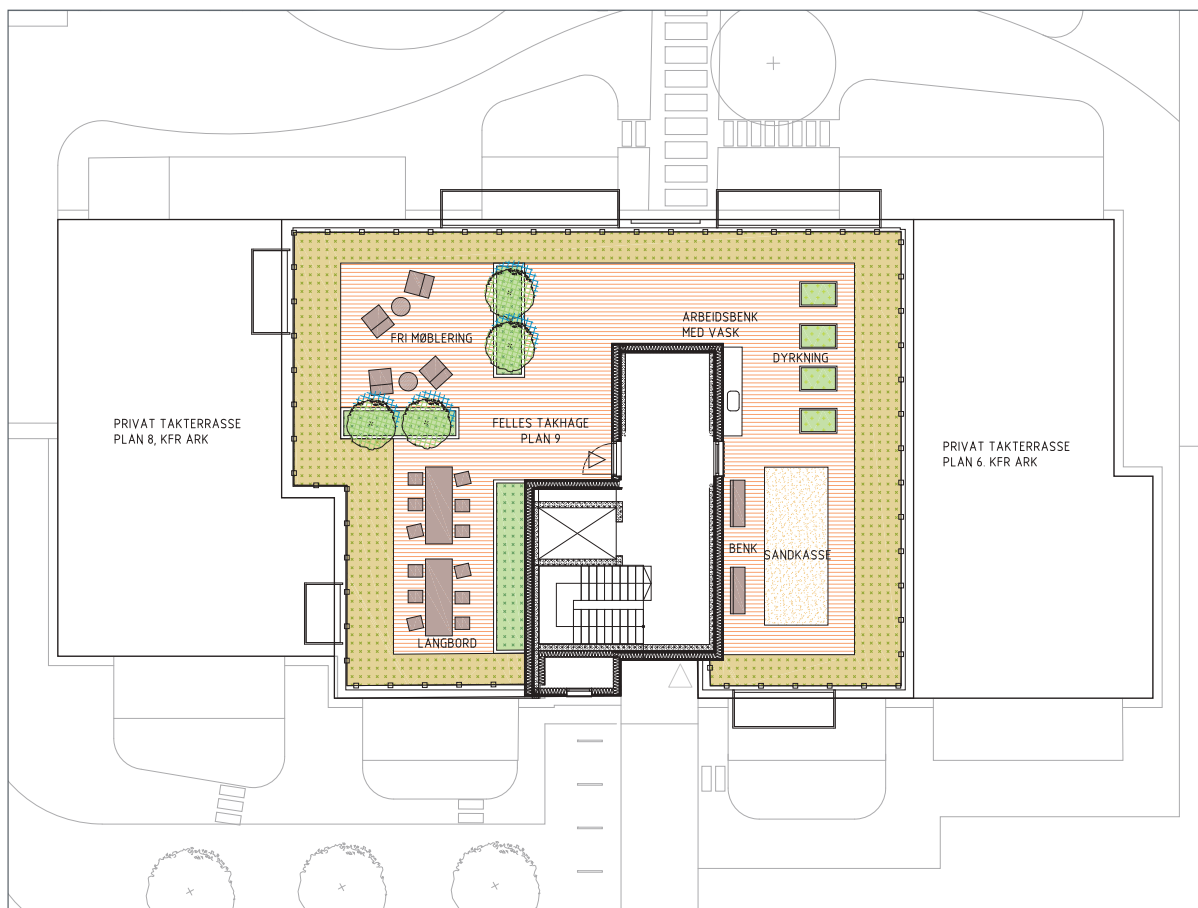 ARBEIDSBENK
MED VASK
FRI MØBLERING
DYRKNING
PRIVAT TAKTERRASSE
PLAN 8, KFR ARK
FELLES TAKHAGE
PLAN 9
PRIVAT TAKTERRASSE
PLAN 6. KFR ARK
BENK
SANDKASSE
LANGBORD